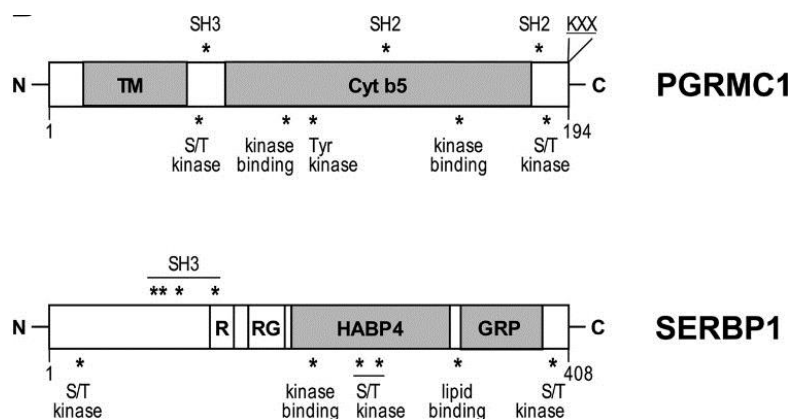 SH3 SH2 SH2 KXX
* * *
N TM Cyt b5 C PGRMC1
* * * * *
1 194
S/T kinase Tyr kinase S/T
kinase binding kinase binding kinase
SH3
** * *
N R RG HABP4 GRP C SERBP1
* * * * * *
1 408
S/T kinase S/T lipid S/T
kinase binding kinase binding kinase